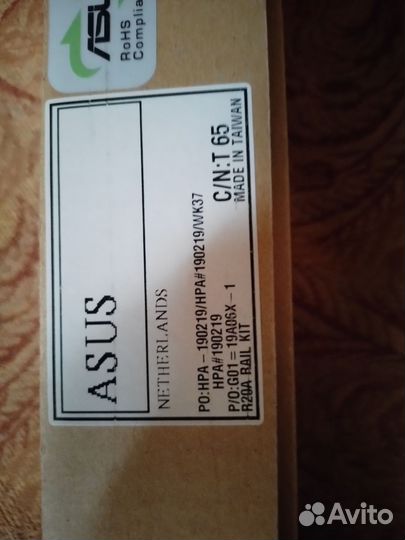 ASU
RoHS
Complia
ASUS
NETHERLANDS
PO:HPA-190219/HPA#190219/WK37
HPA#190219
C/N:T 65
P/O:G01=19A06X-1
MADE IN TAIWAN
R20A RAIL KIT
Avito